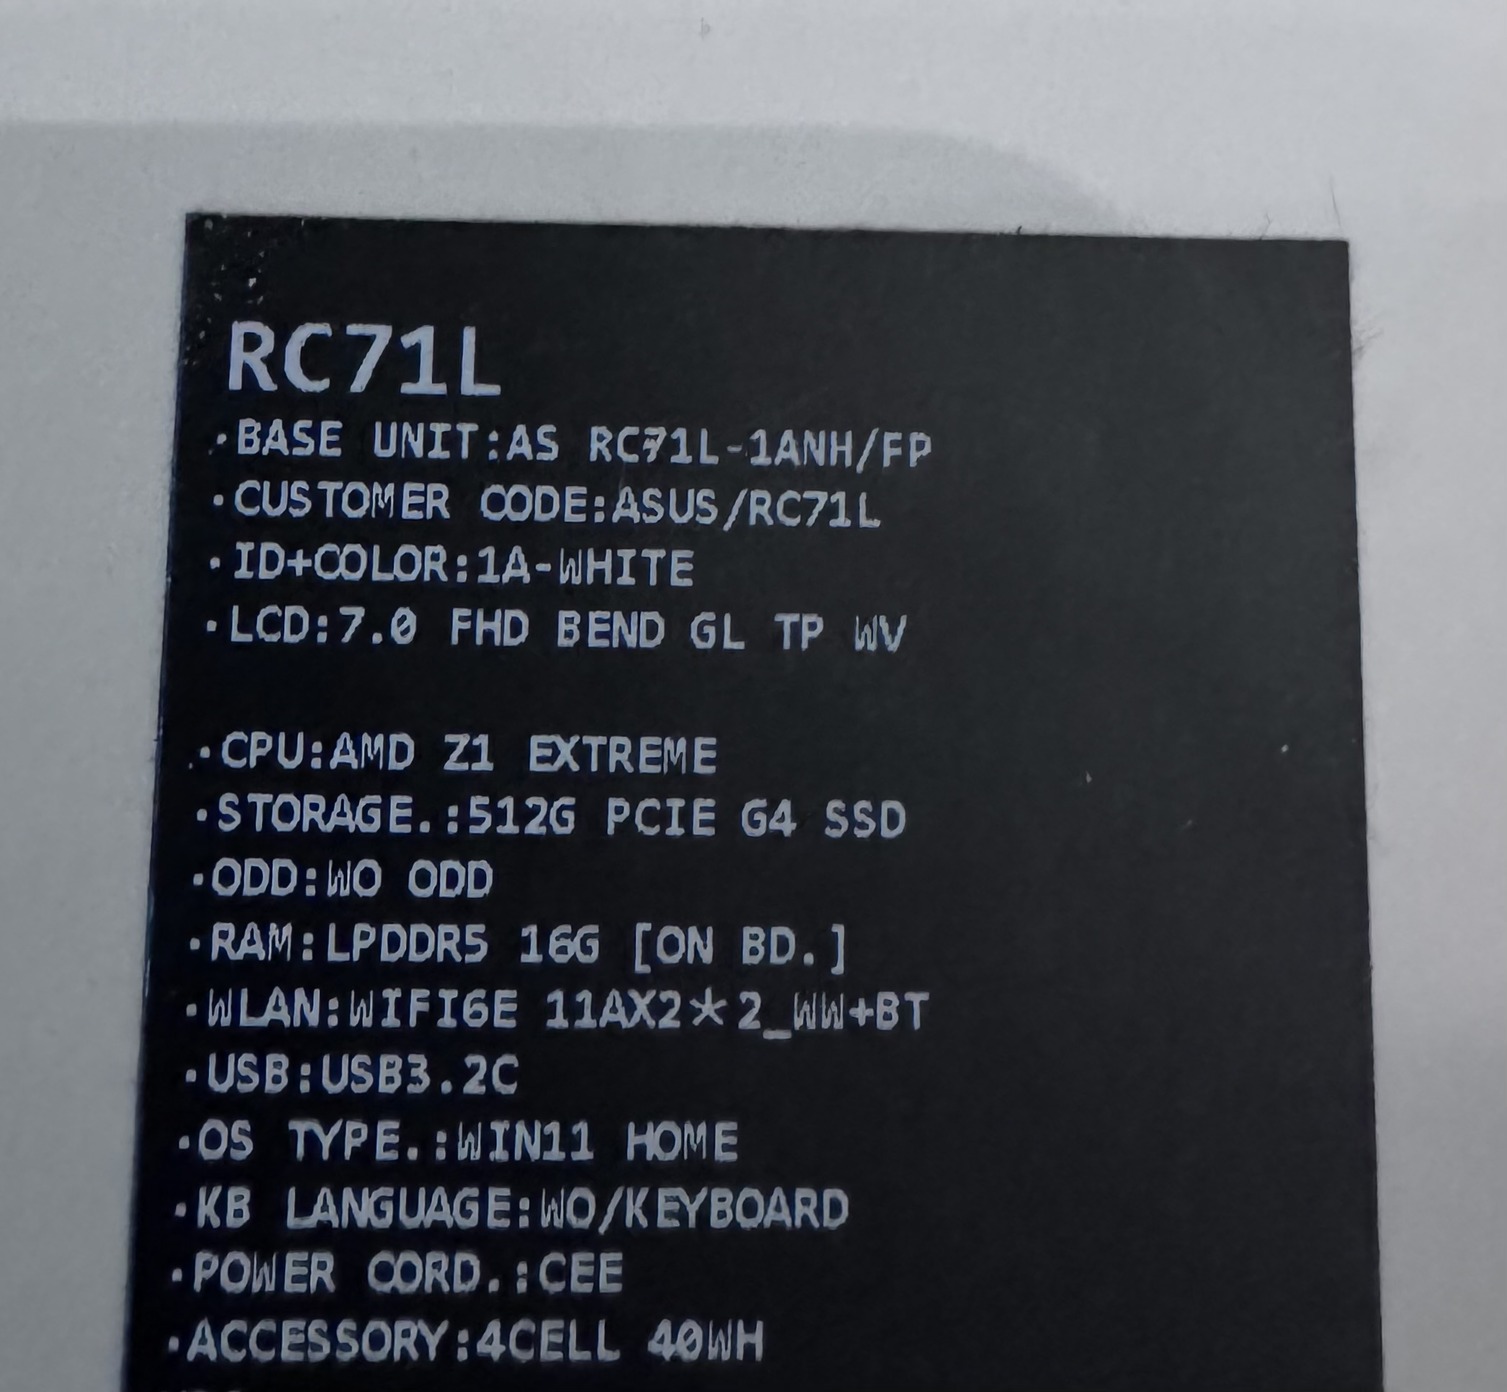 RC71L
·BASE UNIT:AS RC71L-1ANH/FP
·CUSTOMER CODE:ASUS/RC71L
·ID+COLOR:1A-WHITE
·LCD:7.0 FHD BEND GL TP WV
·CPU:AMD Z1 EXTREME
·STORAGE.:512G PCIE G4 SSD
·ODD:WO ODD
·RAM:LPDDR5 16G [ON BD.]
·WLAN:WIFI6E 11AX2*2_WW+BT
·USB:USB3.2C
·OS TYPE.:WIN11 HOME
·KB LANGUAGE:WO/KEYBOARD
·POWER CORD.:CEE
·ACCESSORY:4CELL 40WH